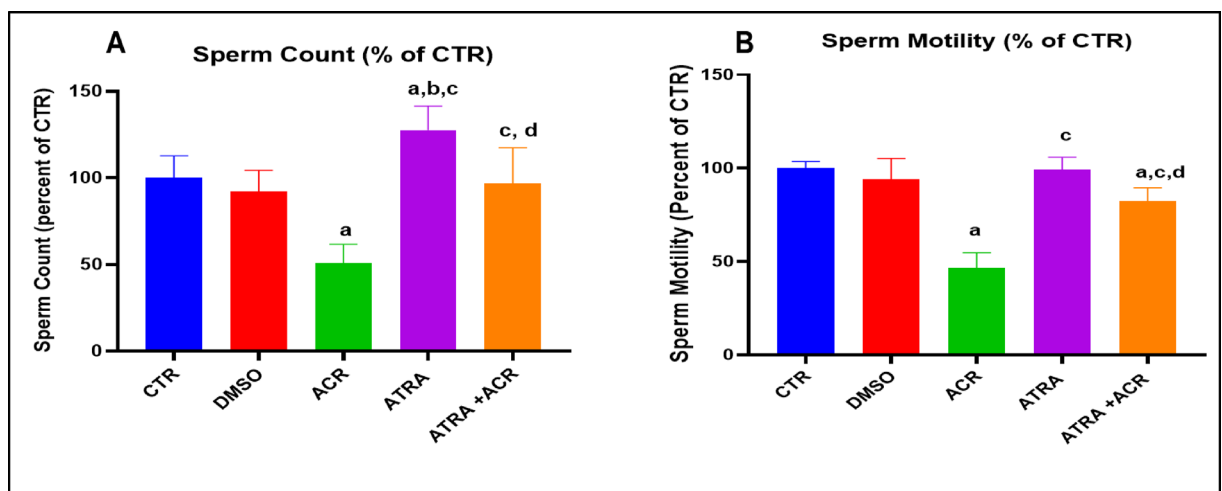 A
Sperm Count (% of CTR)
Sperm Count (percent of CTR)
150
100
50
0
a
a,b,c
c, d
CTR
DMSO
ACR
ATRA
ATRA +ACR
B
Sperm Motility (% of CTR)
Sperm Motility (Percent of CTR)
150
100
50
0
a
c
a,c,d
CTR
DMSO
ACR
ATRA
ATRA +ACR